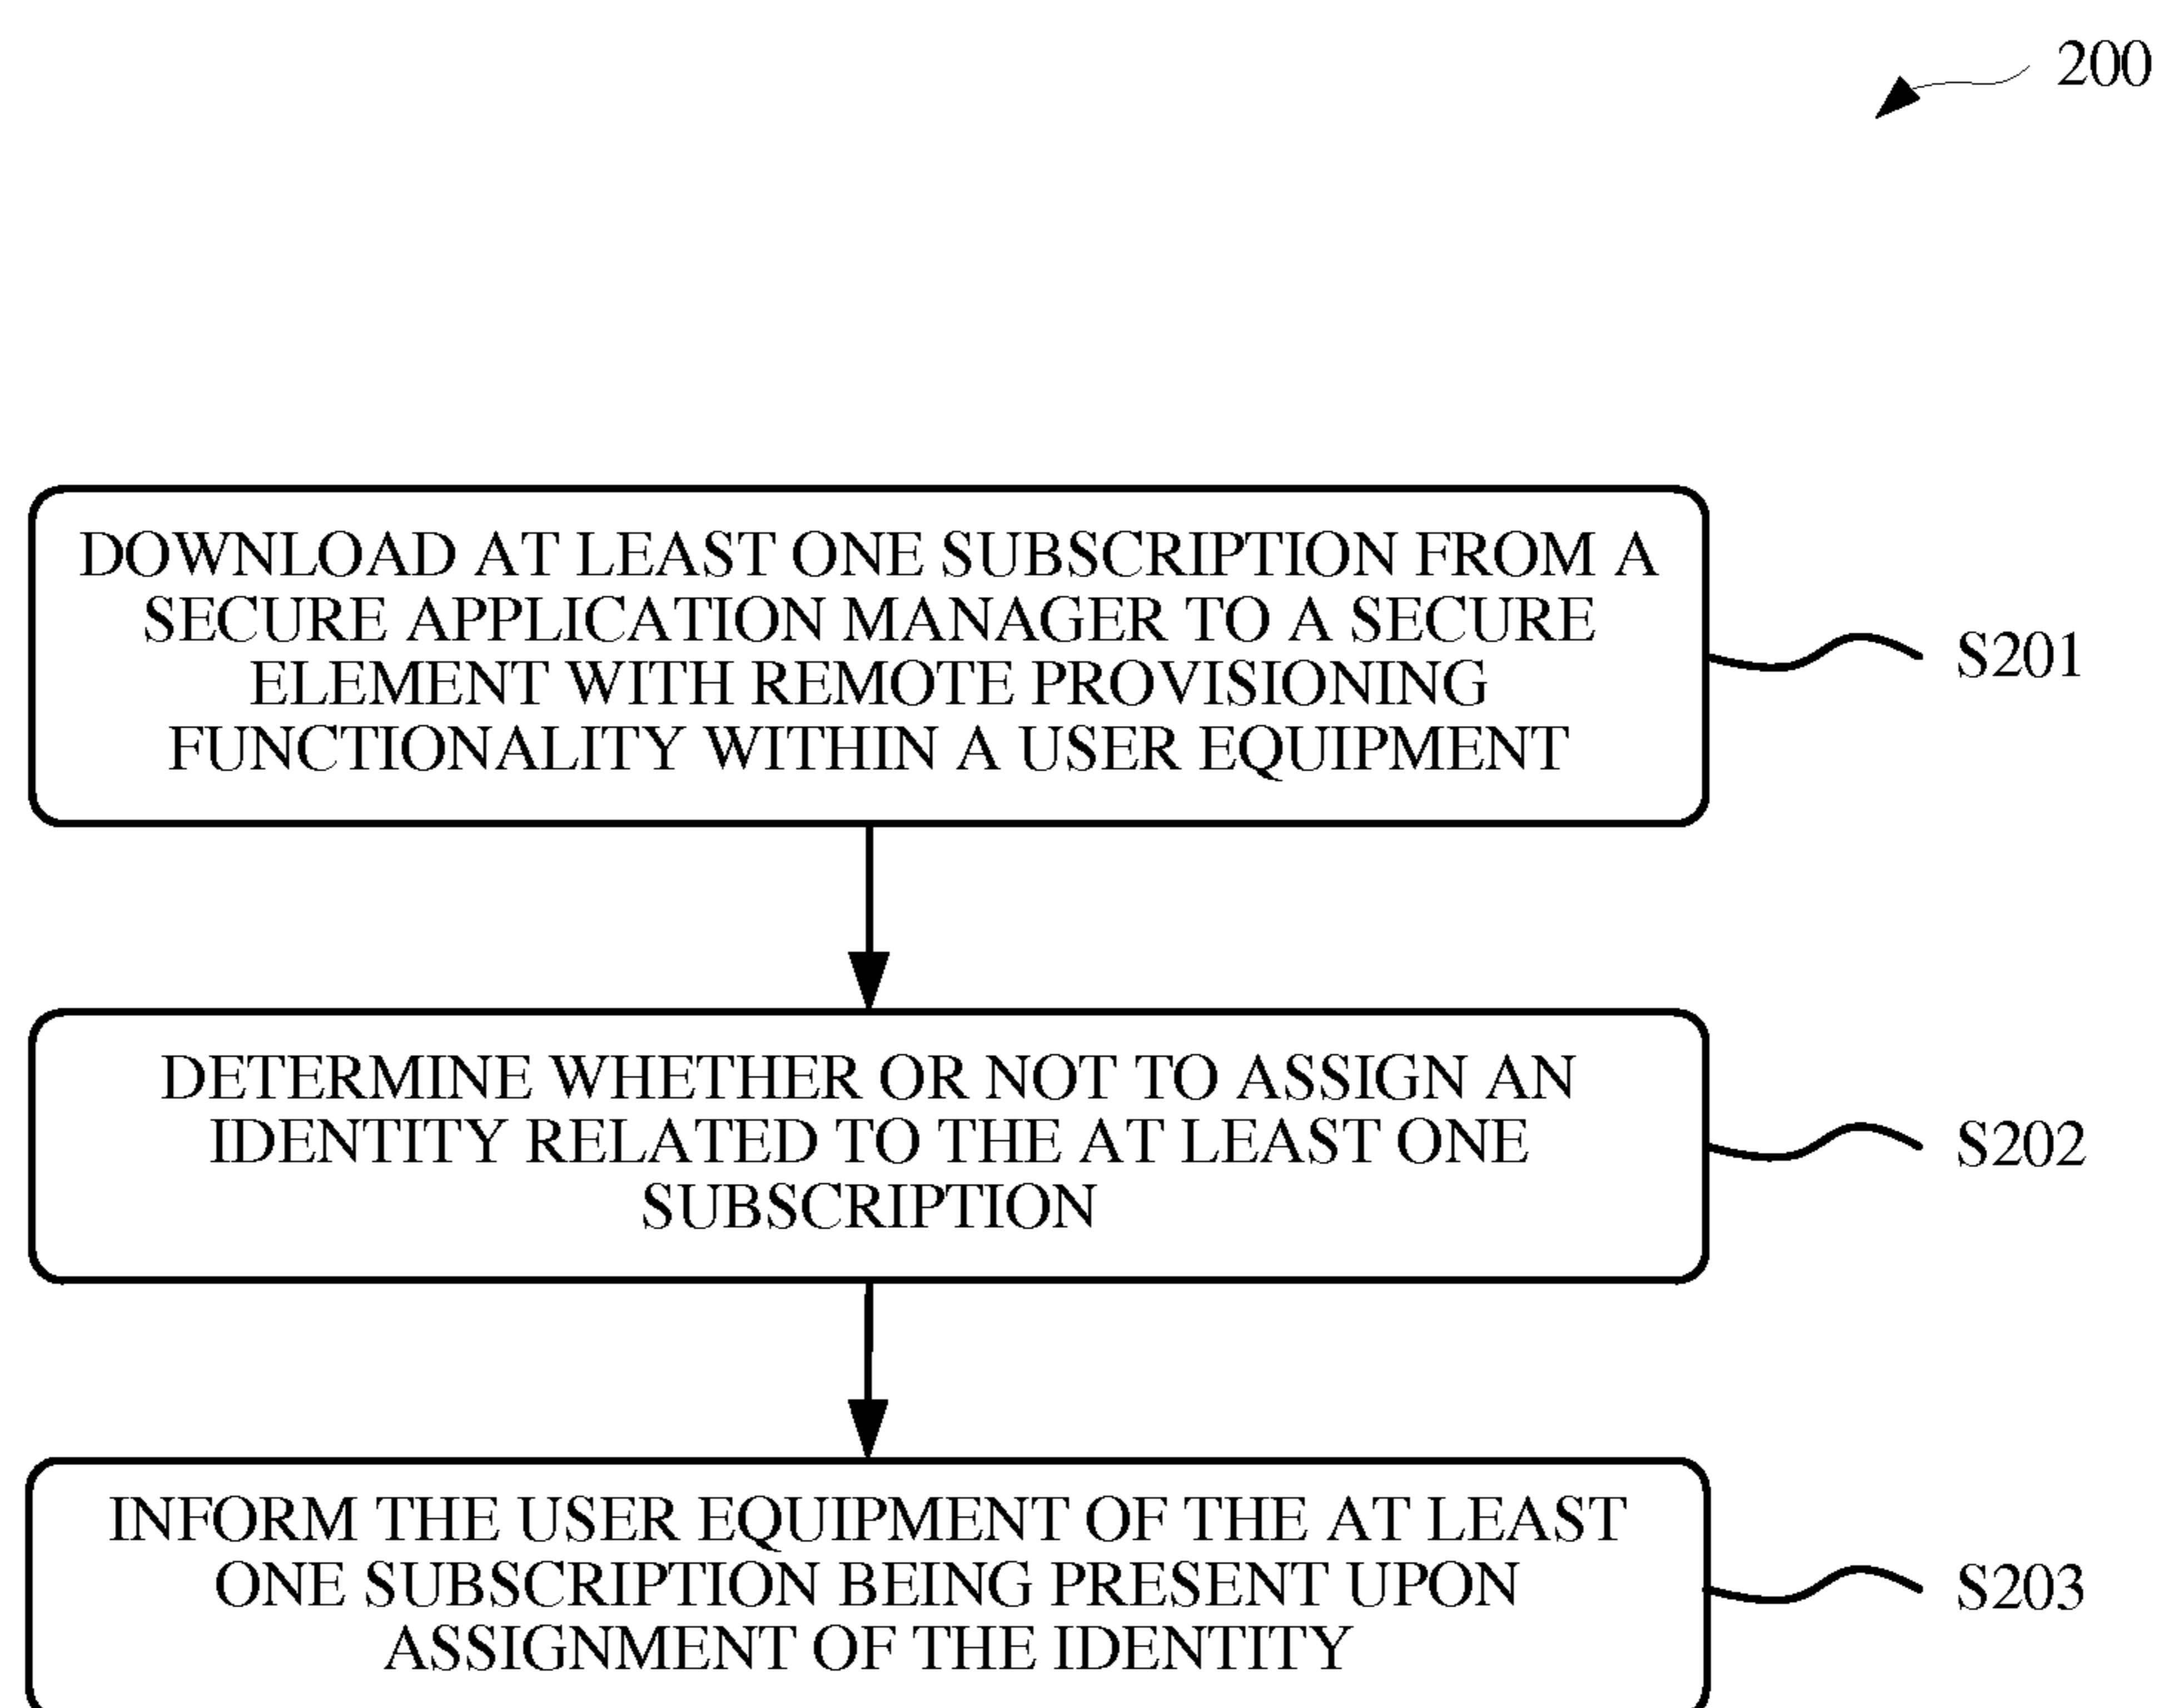 200
DOWNLOAD AT LEAST ONE SUBSCRIPTION FROM A
SECURE APPLICATION MANAGER TO A SECURE
ELEMENT WITH REMOTE PROVISIONING
FUNCTIONALITY WITHIN A USER EQUIPMENT
S201
DETERMINE WHETHER OR NOT TO ASSIGN AN
IDENTITY RELATED TO THE AT LEAST ONE
SUBSCRIPTION
S202
INFORM THE USER EQUIPMENT OF THE AT LEAST
ONE SUBSCRIPTION BEING PRESENT UPON
ASSIGNMENT OF THE IDENTITY
S203